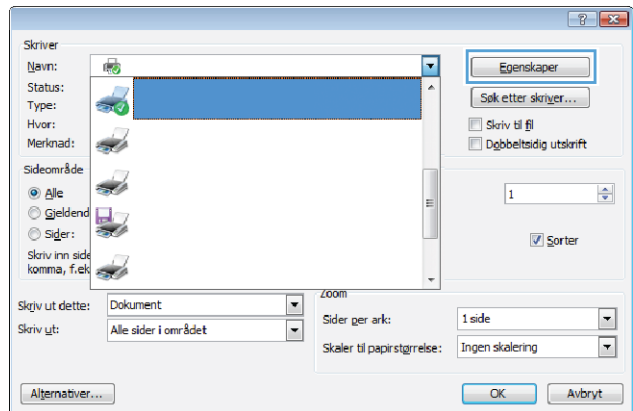 Skriver
Navn:
Egenskaper
Status:
Søk etter skriver...
Type:
Hvor:
Skriv til fil
Merknad:
Dobbeltsidig utskrift
Sideområde
Alle
1
Gjeldend
Sider:
Sorter
Skriv inn side
komma, f.ek
Zoom
Skriv ut dette: Dokument
Sider per ark: 1 side
Skriv ut: Alle sider i området
Skaler til papirstørrelse: Ingen skalering
Alternativer...
OK
Avbryt